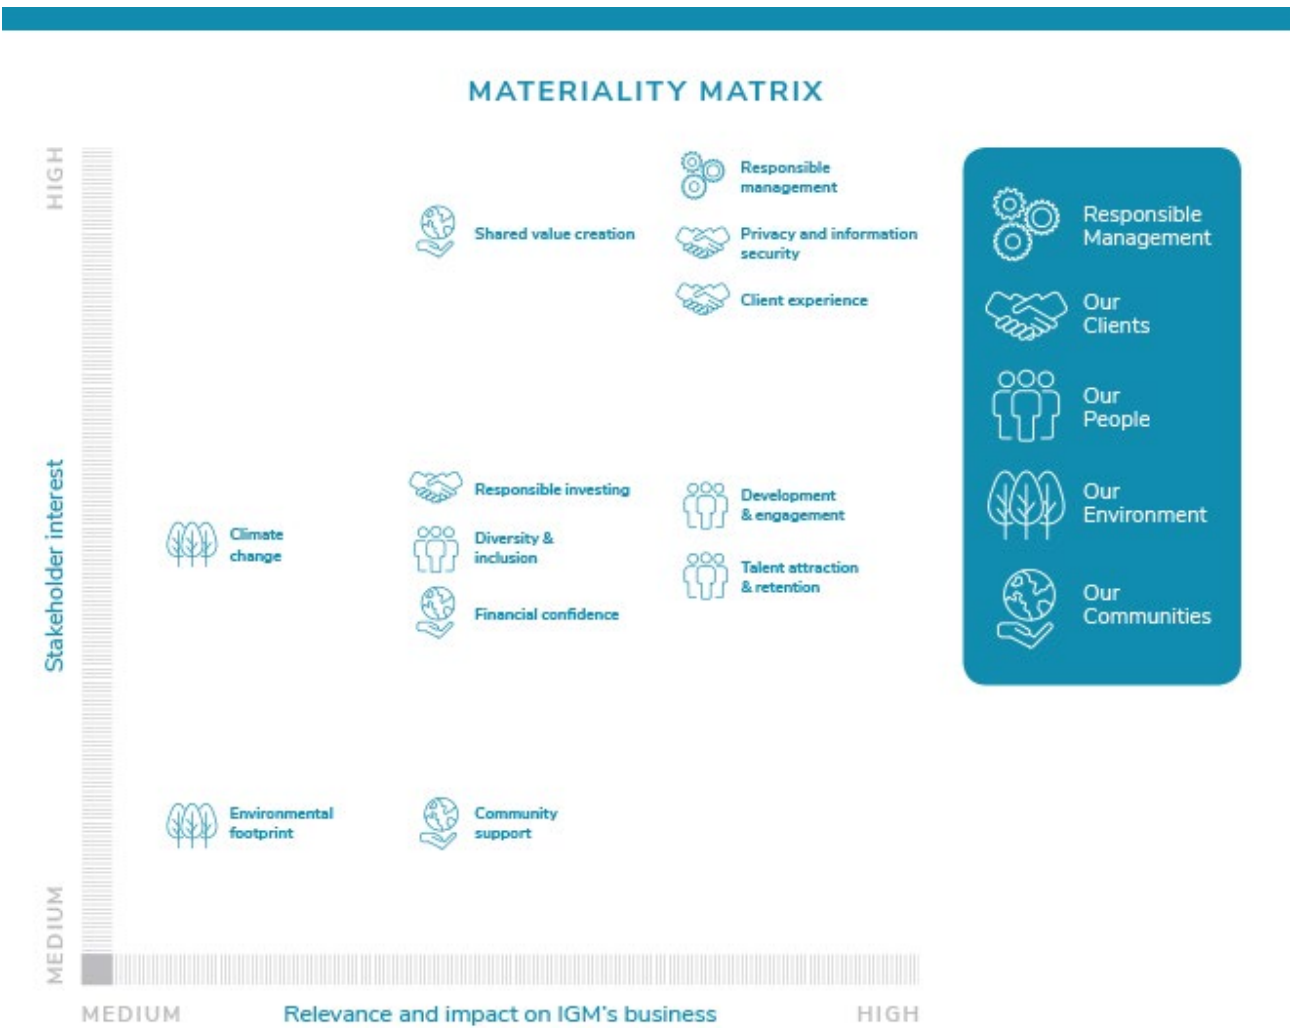 MATERIALITY MATRIX
HIGH
Stakeholder interest
MEDIUM
Responsible
management
Shared value creation
Privacy and information
security
Client experience
Responsible investing
Development
& engagement
Climate
change
Diversity &
inclusion
Talent attraction
& retention
Financial confidence
Environmental
footprint
Community
support
MEDIUM
Relevance and impact on IGM's business
HIGH
Responsible
Management
Our
Clients
Our
People
Our
Environment
Our
Communities